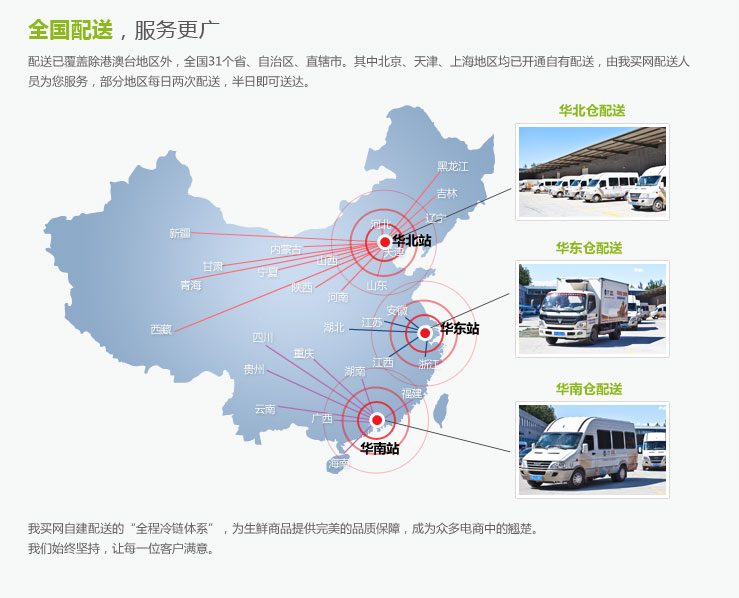 全国配送，服务更广
配送已覆盖除港澳台地区外，全国31个省、自治区、直辖市。其中北京、天津、上海地区均已开通自有配送，由我买网配送人
员为您服务，部分地区每日两次配送，半日即可送达。
华北仓配送
黑龙江
吉林
辽宁
河北
新疆
华北站
内蒙古
天津
山西
甘肃
宁夏
青海
陕西
山东
河南
华东仓配送
安徽
江苏
西藏
湖北
华东站
四川
重庆
江西
浙江
贵州
湖南
华南仓配送
福建
云南
广西
华南站
海南
我买网自建配送的“全程冷链体系”，为生鲜商品提供完美的品质保障，成为众多电商中的翘楚。
我们始终坚持，让每一位客户满意。